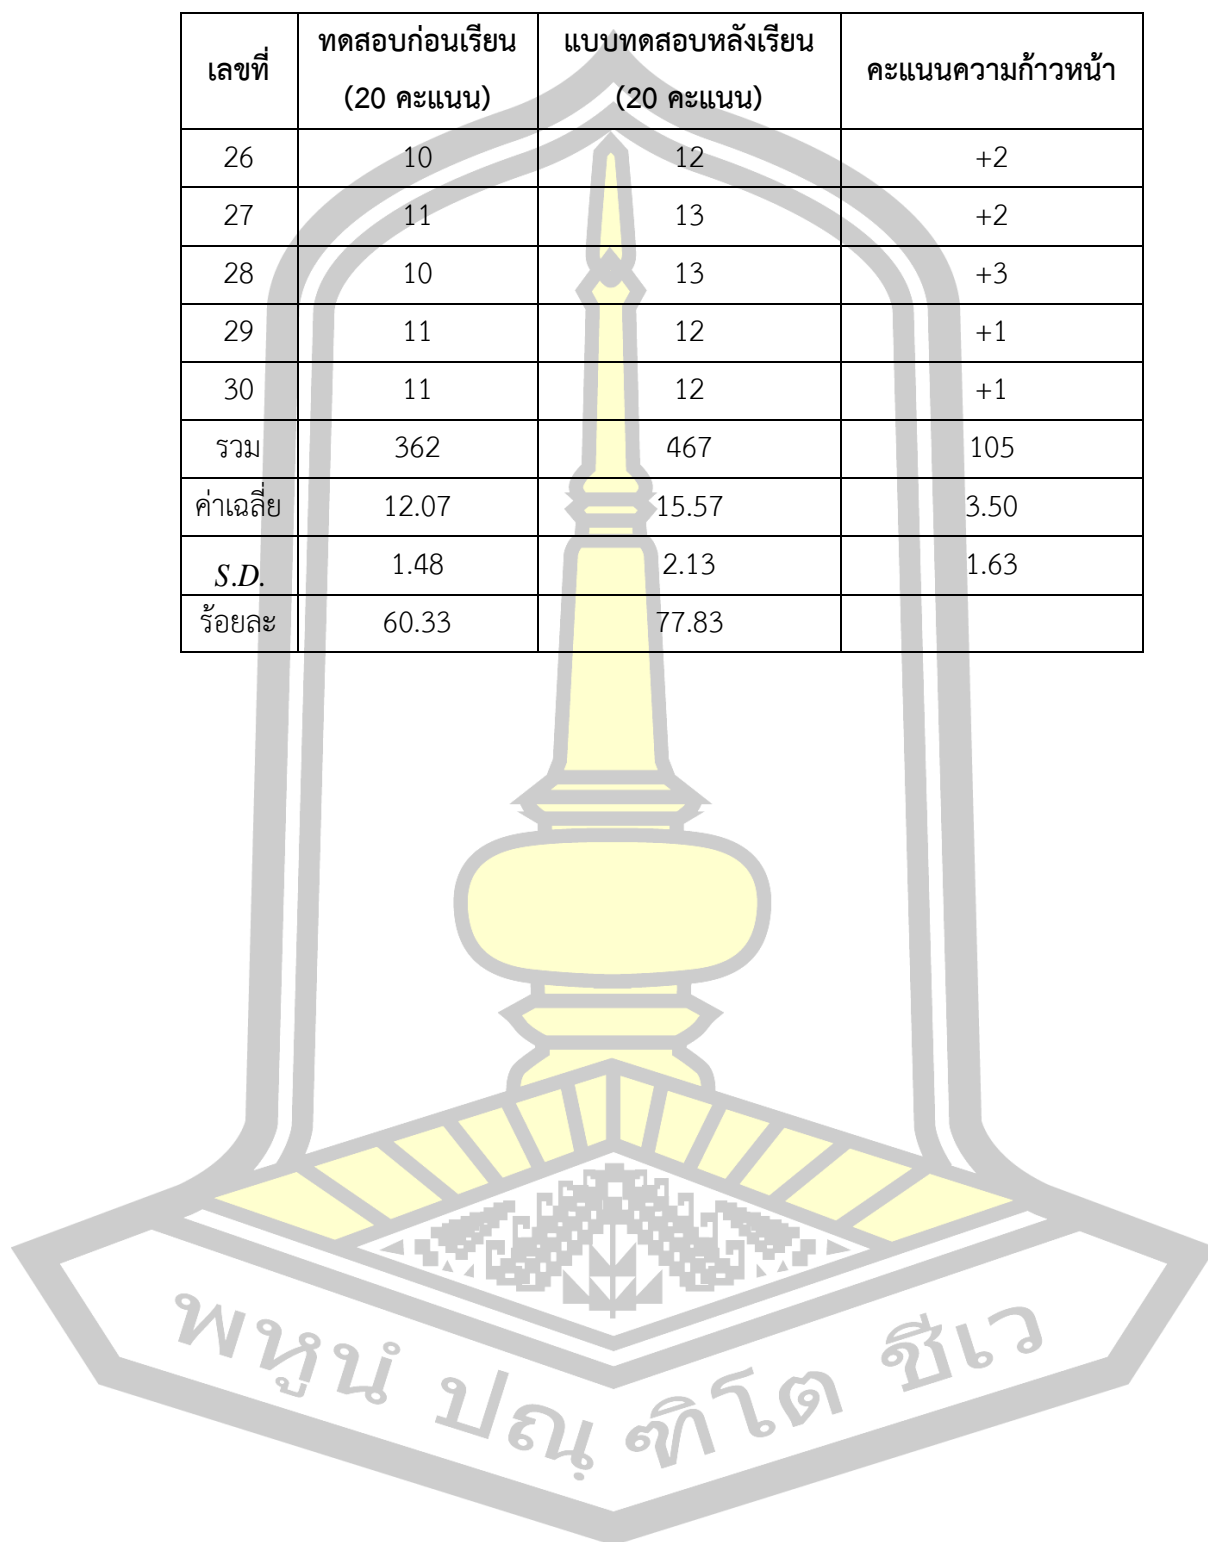 เลขที่ ทดสอบก่อนเรียน (20 คะแนน) แบบทดสอบหลังเรียน (20 คะแนน) คะแนนความก้าวหน้า
26 10 12 +2
27 11 13 +2
28 10 13 +3
29 11 12 +1
30 11 12 +1
รวม 362 467 105
ค่าเฉลี่ย 12.07 15.57 3.50
S.D. 1.48 2.13 1.63
ร้อยละ 60.33 77.83
พหูนํ ปณฺฑิโต ชีเว